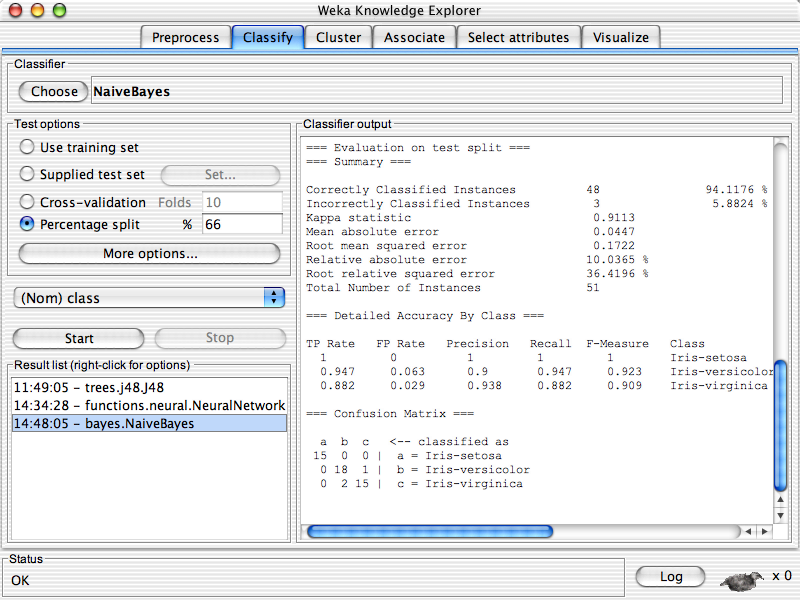 Weka Knowledge Explorer
Preprocess Classify Cluster Associate Select attributes Visualize
Classifier
Choose NaiveBayes
Test options
Use training set
Supplied test set Set...
Cross-validation Folds 10
Percentage split % 66
More options...
(Nom) class
Start Stop
Result list (right-click for options)
11:49:05 - trees.j48.J48
14:34:28 - functions.neural.NeuralNetwork
14:48:05 - bayes.NaiveBayes
Classifier output
=== Evaluation on test split ===
=== Summary ===
Correctly Classified Instances 48 94.1176 %
Incorrectly Classified Instances 3 5.8824 %
Kappa statistic 0.9113
Mean absolute error 0.0447
Root mean squared error 0.1722
Relative absolute error 10.0365 %
Root relative squared error 36.4196 %
Total Number of Instances 51
=== Detailed Accuracy By Class ===
TP Rate FP Rate Precision Recall F-Measure Class
1 0 1 1 1 Iris-setosa
0.947 0.063 0.9 0.947 0.923 Iris-versicolor
0.882 0.029 0.938 0.882 0.909 Iris-virginica
=== Confusion Matrix ===
a b c <-- classified as
15 0 0 | a = Iris-setosa
0 18 1 | b = Iris-versicolor
0 2 15 | c = Iris-virginica
Status
OK
Log x 0